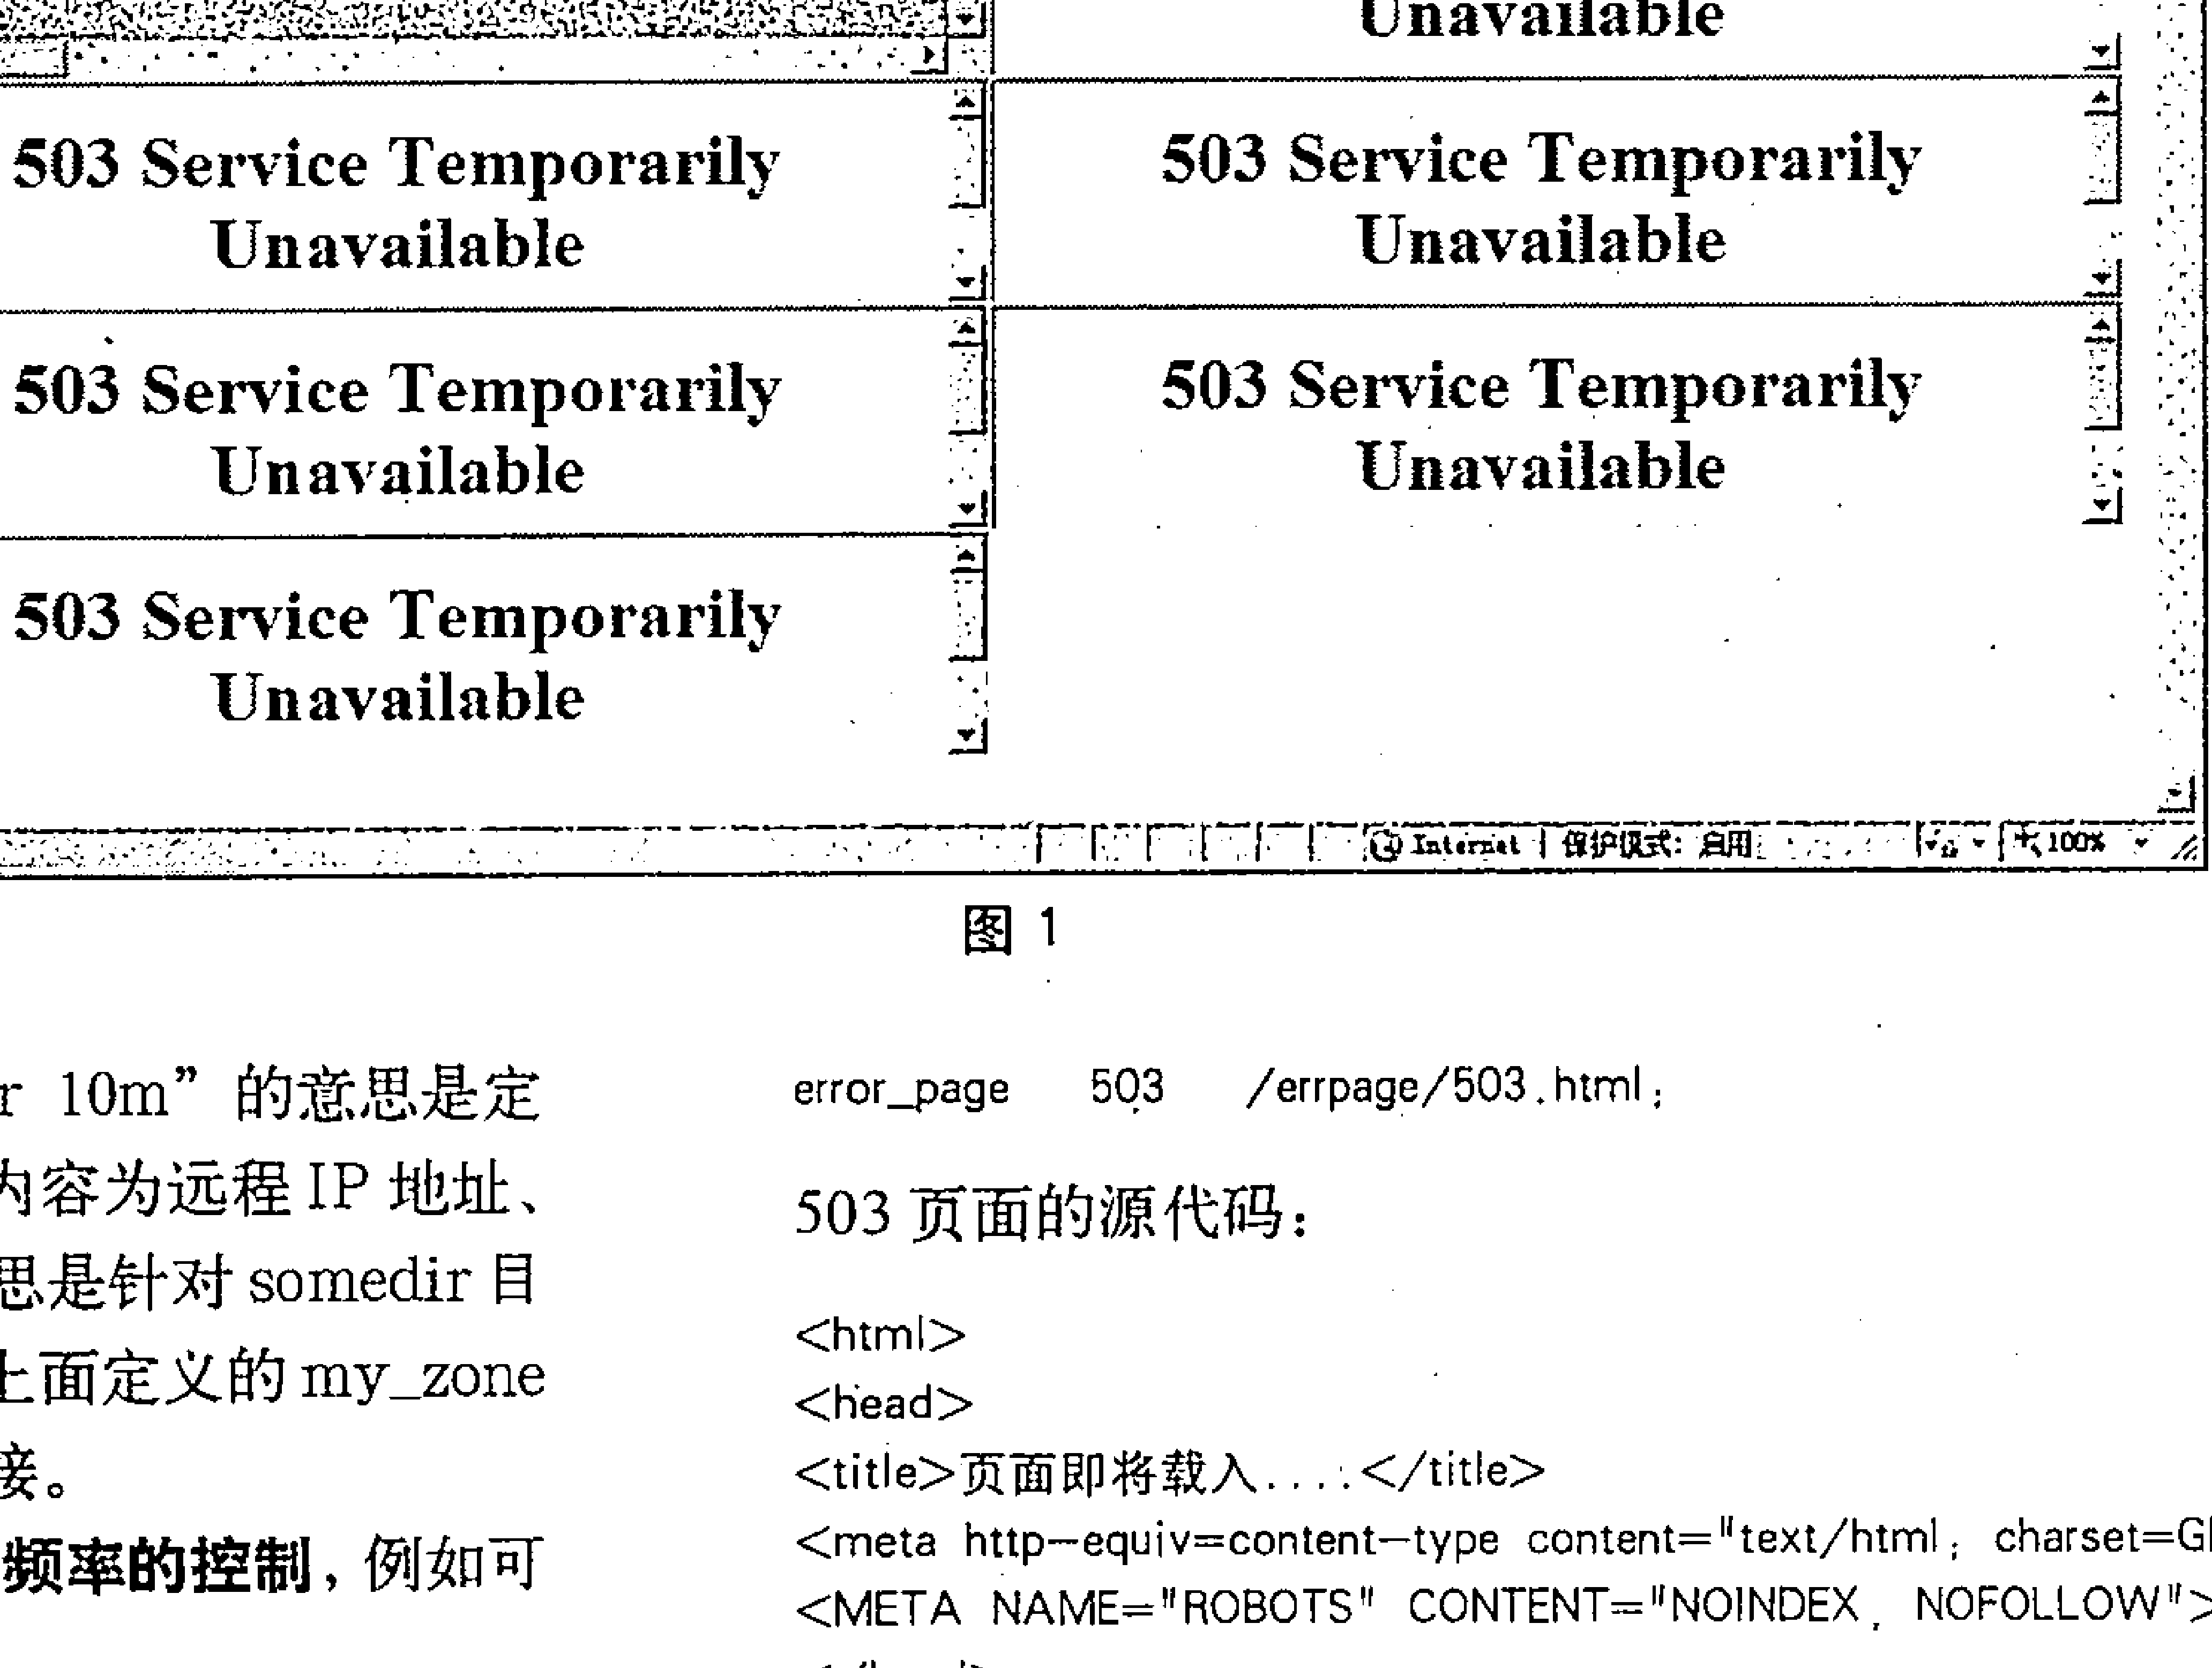 Unavailable
503 Service Temporarily
Unavailable
503 Service Temporarily
Unavailable
503 Service Temporarily
Unavailable
503 Service Temporarily
Unavailable
503 Service Temporarily
Unavailable
Internet 保护模式: 启用 100%
图 1
r 10m” 的意思是定
内容为远程 IP 地址、
思是针对 somedir 目
上面定义的 my_zone
接。
频率的控制, 例如可
error_page 503 /errpage/503.html;
503 页面的源代码:
<html>
<head>
<title>页面即将载入....</title>
<meta http-equiv=content-type content="text/html; charset=G
<META NAME="ROBOTS" CONTENT="NOINDEX, NOFOLLOW">